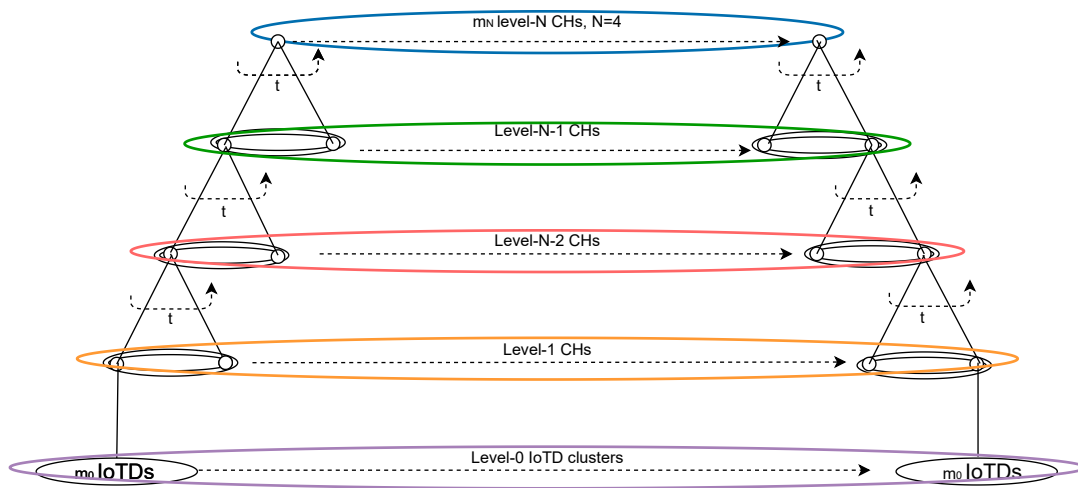 m_N level-N CHs, N=4
t t
Level-N-1 CHs
t t
Level-N-2 CHs
t t
Level-1 CHs
Level-0 IoTD clusters
m₀ IoTDs m₀ IoTDs